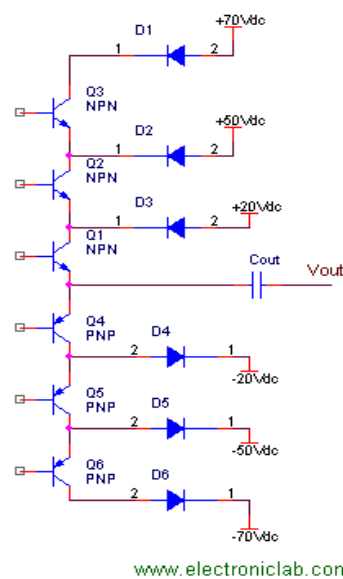 D1
+70Vdc
1 2
Q3
NPN
D2
+50Vdc
1 2
Q2
NPN
D3
+20Vdc
1 2
Q1
NPN
Cout
Vout
Q4
PNP
D4
2 1
-20Vdc
Q5
PNP
D5
2 1
-50Vdc
Q6
PNP
D6
2 1
-70Vdc
www.electroniclab.con